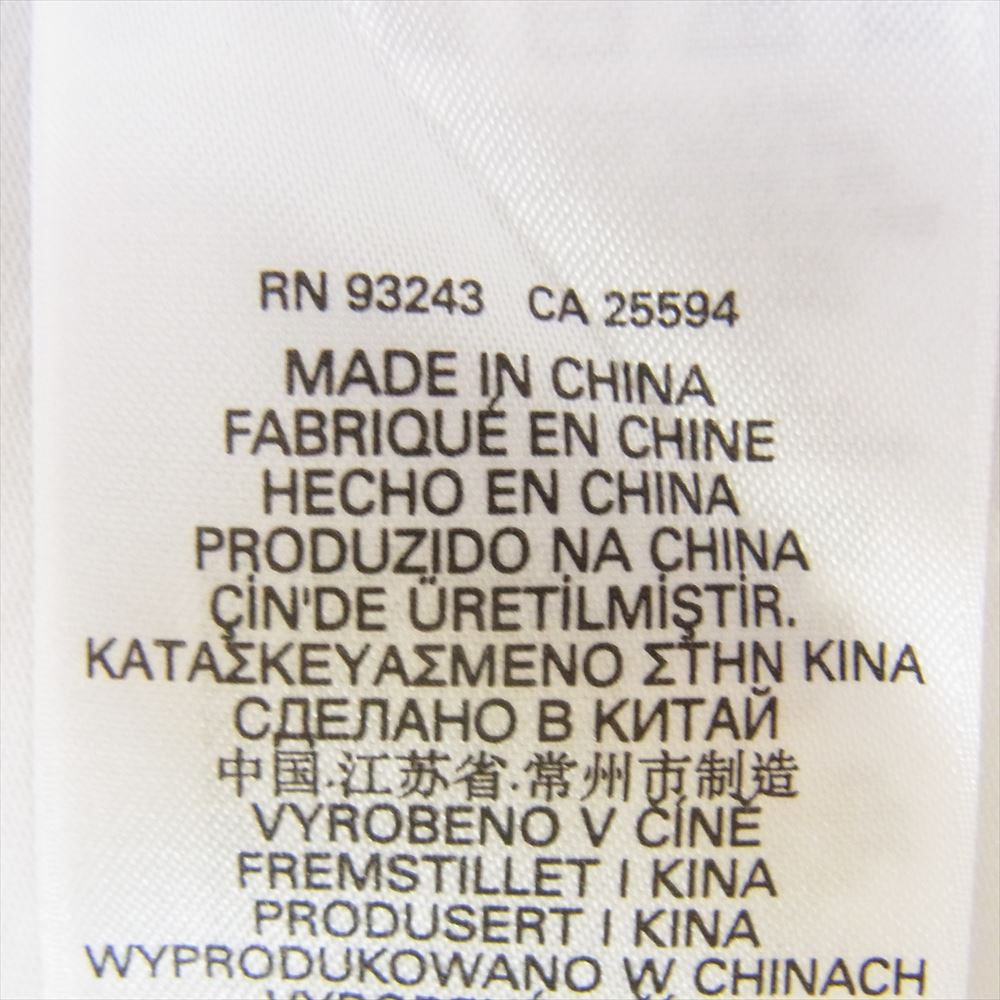 RN 93243 CA 25594
MADE IN CHINA
FABRIQUÉ EN CHINE
HECHO EN CHINA
PRODUZIDO NA CHINA
ÇİN'DE ÜRETİLMİŞTİR.
ΚΑΤΑΣΚΕΥΑΣΜΕΝΟ ΣΤΗΝ ΚΙΝΑ
СДЕЛАНО В КИТАЙ
中国.江苏省.常州市制造
VYROBENO V ČÍNĚ
FREMSTILLET I KINA
PRODUSERT I KINA
WYPRODUKOWANO W CHINACH